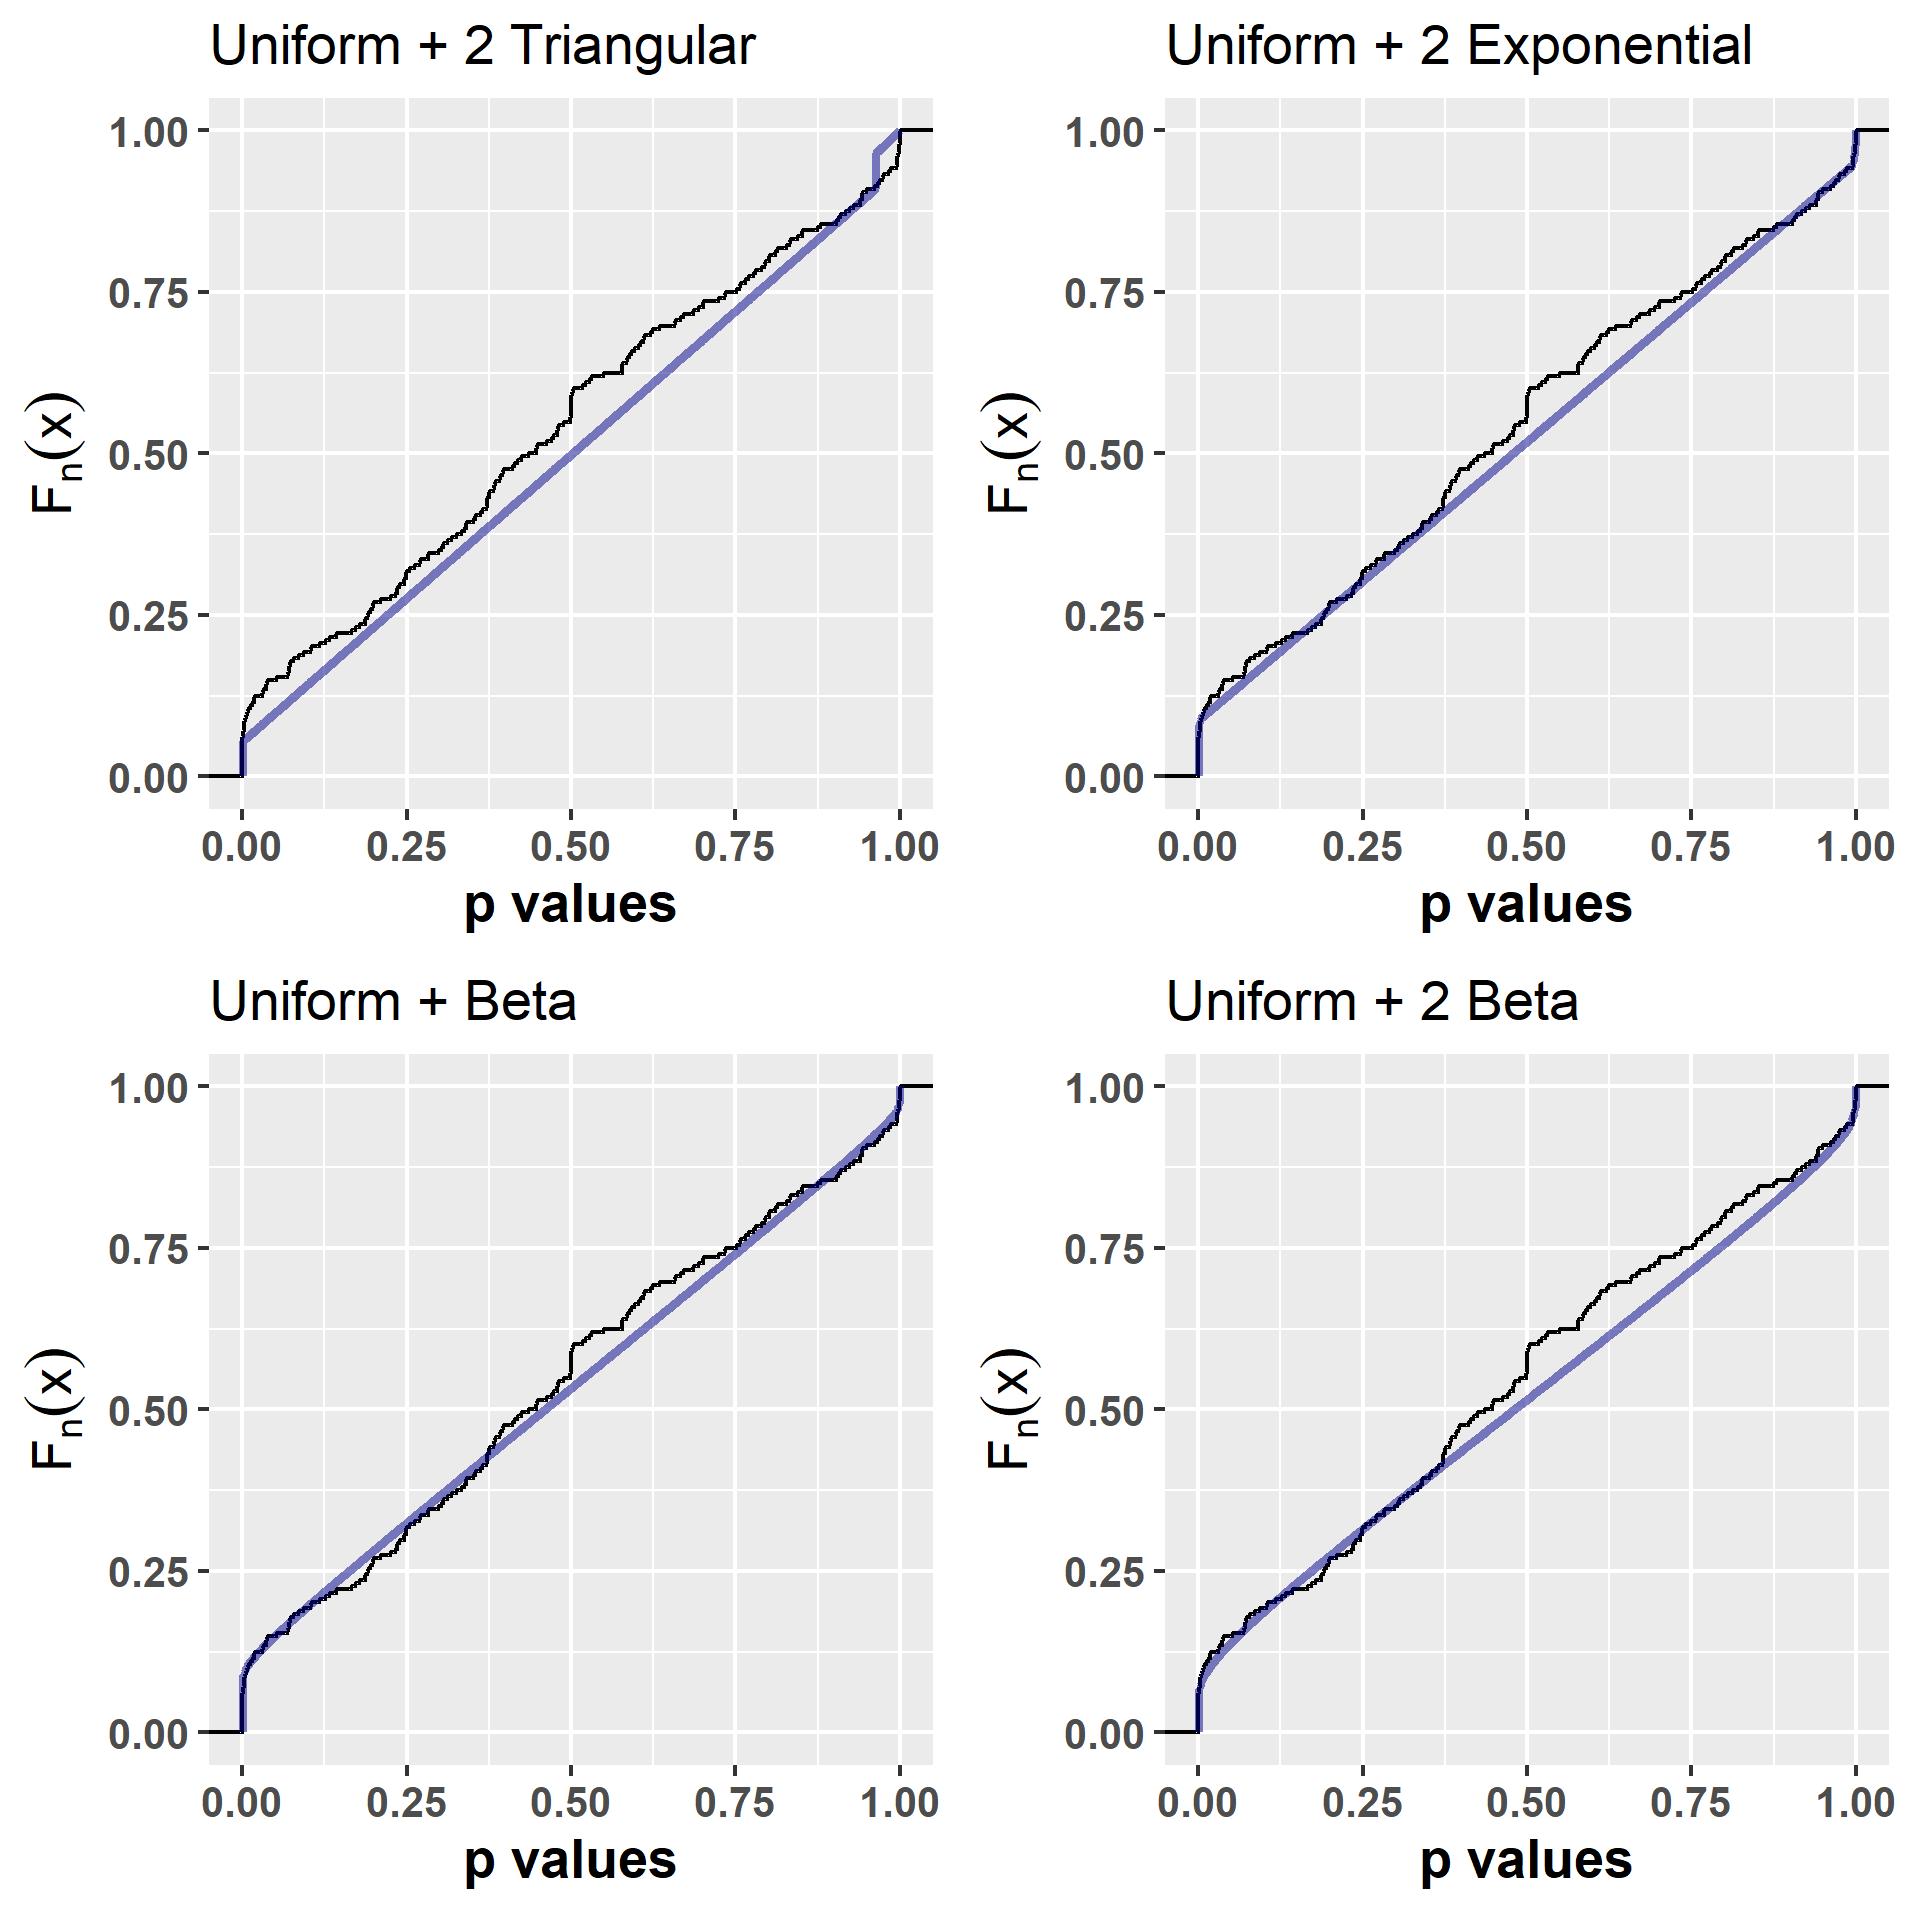 Uniform + 2 Triangular
1.00
0.75
0.50
0.25
0.00
Fn(x)
0.00 0.25 0.50 0.75 1.00
p values
Uniform + 2 Exponential
1.00
0.75
0.50
0.25
0.00
Fn(x)
0.00 0.25 0.50 0.75 1.00
p values
Uniform + Beta
1.00
0.75
0.50
0.25
0.00
Fn(x)
0.00 0.25 0.50 0.75 1.00
p values
Uniform + 2 Beta
1.00
0.75
0.50
0.25
0.00
Fn(x)
0.00 0.25 0.50 0.75 1.00
p values